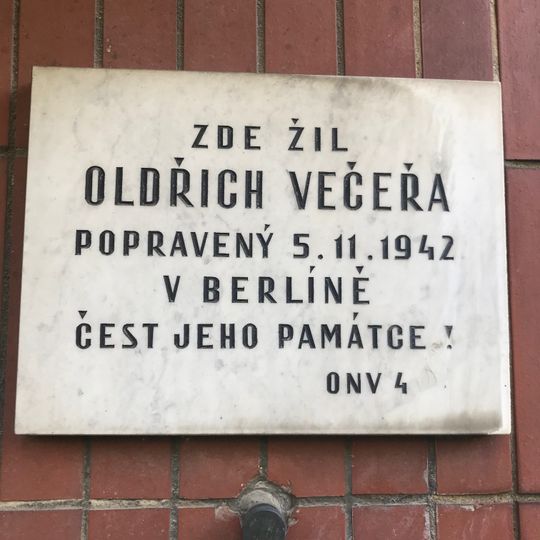 ZDE ŽIL
OLDŘICH VEČEŘA
POPRAVENÝ 5.11.1942
V BERLÍNĚ
ČEST JEHO PAMÁTCE!
ONV 4